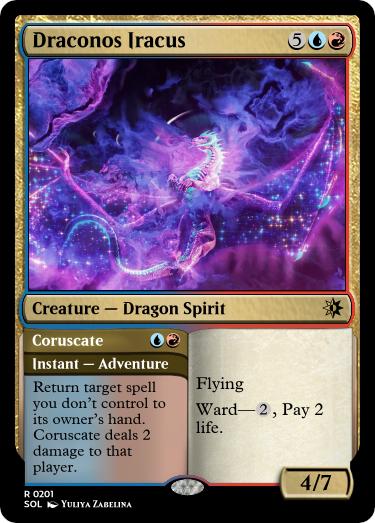 Draconos Iracus 5
Creature — Dragon Spirit
Coruscate
Instant — Adventure
Return target spell
you don't control to
its owner's hand.
Coruscate deals 2
damage to that
player.
Flying
Ward—2, Pay 2
life.
4/7
R 0201
SOL YULIYA ZABELINA